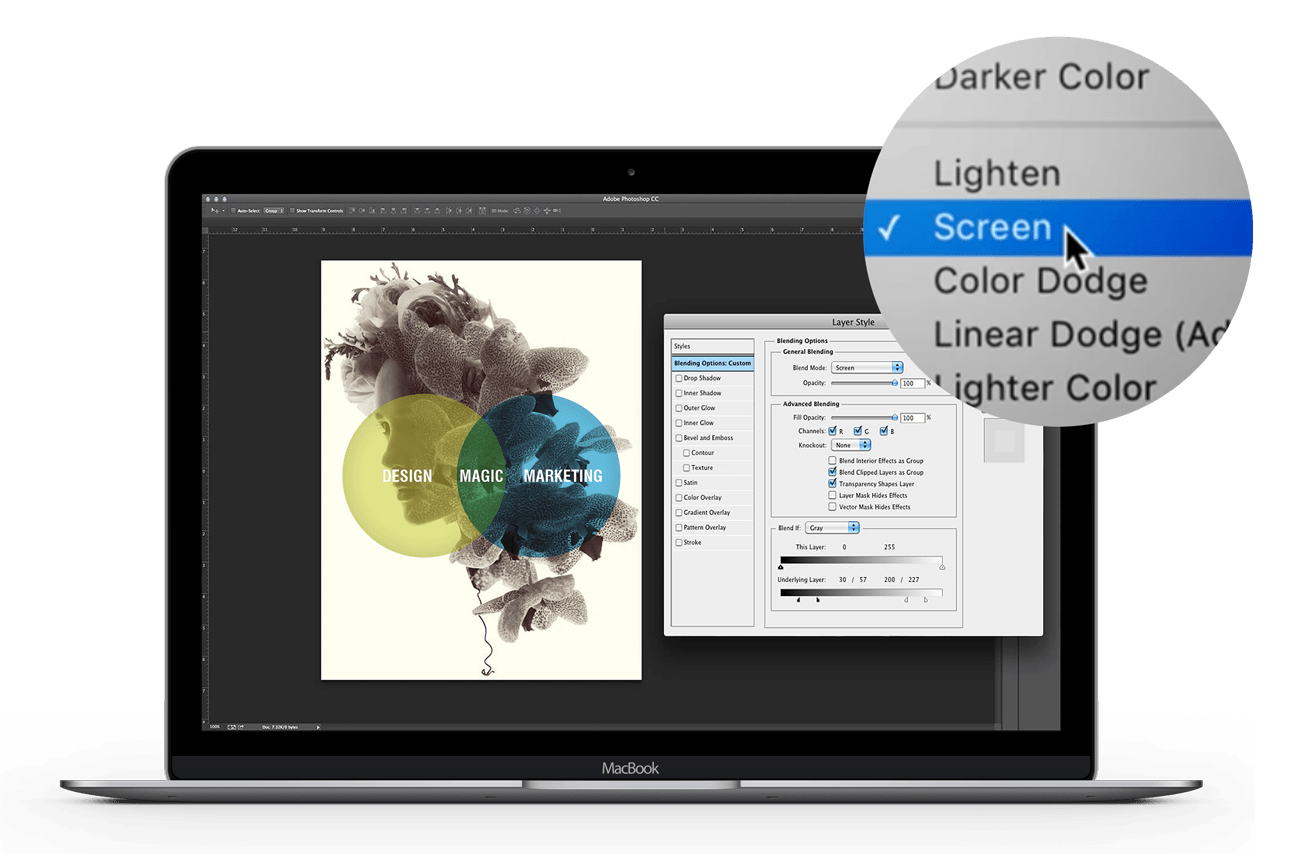 Darker Color
Lighten
✓ Screen
Color Dodge
Linear Dodge (Ad
Lighter Color
Adobe Photoshop CC
Auto-Select: Group
Show Transform Controls
3D Mode:
DESIGN
MAGIC
MARKETING
Layer Style
Styles
Blending Options: Custom
Drop Shadow
Inner Shadow
Outer Glow
Inner Glow
Bevel and Emboss
Contour
Texture
Satin
Color Overlay
Gradient Overlay
Pattern Overlay
Stroke
Blending Options
General Blending
Blend Mode: Screen
Opacity: 100 %
Advanced Blending
Fill Opacity: 100 %
Channels: R G B
Knockout: None
Blend Interior Effects as Group
Blend Clipped Layers as Group
Transparency Shapes Layer
Layer Mask Hides Effects
Vector Mask Hides Effects
Blend If: Gray
This Layer: 0 255
Underlying Layer: 30 / 57 200 / 227
100%
MacBook